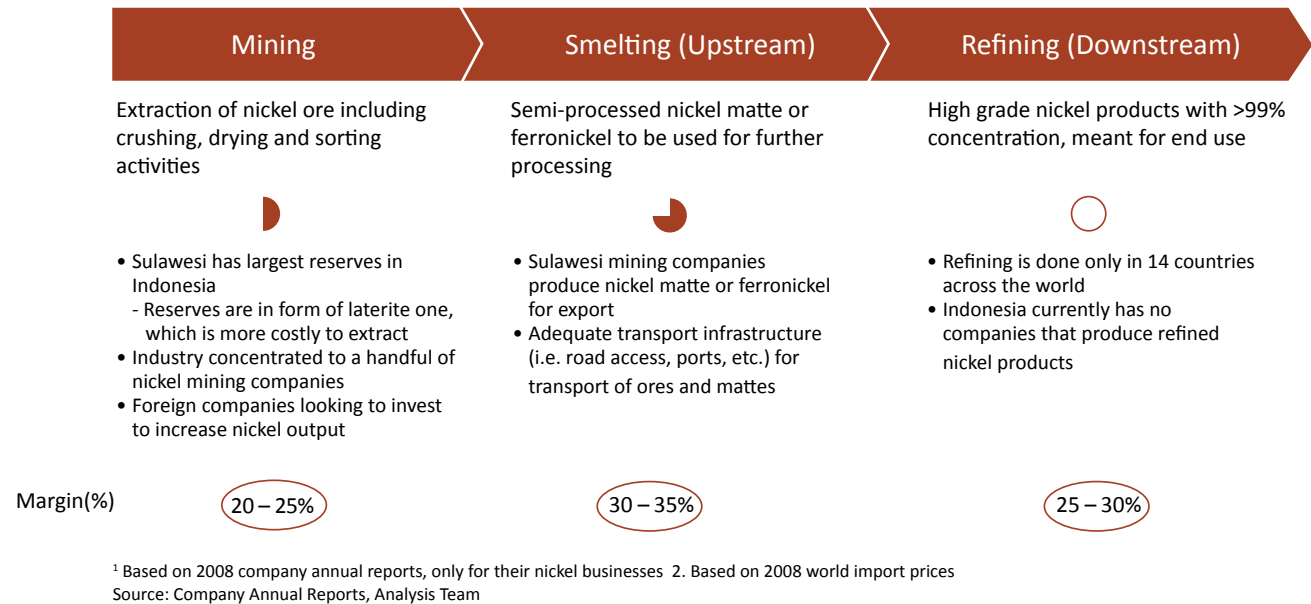 Mining
Smelting (Upstream)
Refining (Downstream)
Extraction of nickel ore including
crushing, drying and sorting
activities
Semi-processed nickel matte or
ferronickel to be used for further
processing
High grade nickel products with >99%
concentration, meant for end use
• Sulawesi has largest reserves in
Indonesia
- Reserves are in form of laterite one,
which is more costly to extract
• Industry concentrated to a handful of
nickel mining companies
• Foreign companies looking to invest
to increase nickel output
• Sulawesi mining companies
produce nickel matte or ferronickel
for export
• Adequate transport infrastructure
(i.e. road access, ports, etc.) for
transport of ores and mattes
• Refining is done only in 14 countries
across the world
• Indonesia currently has no
companies that produce refined
nickel products
Margin(%)
20 – 25%
30 – 35%
25 – 30%
¹ Based on 2008 company annual reports, only for their nickel businesses 2. Based on 2008 world import prices
Source: Company Annual Reports, Analysis Team